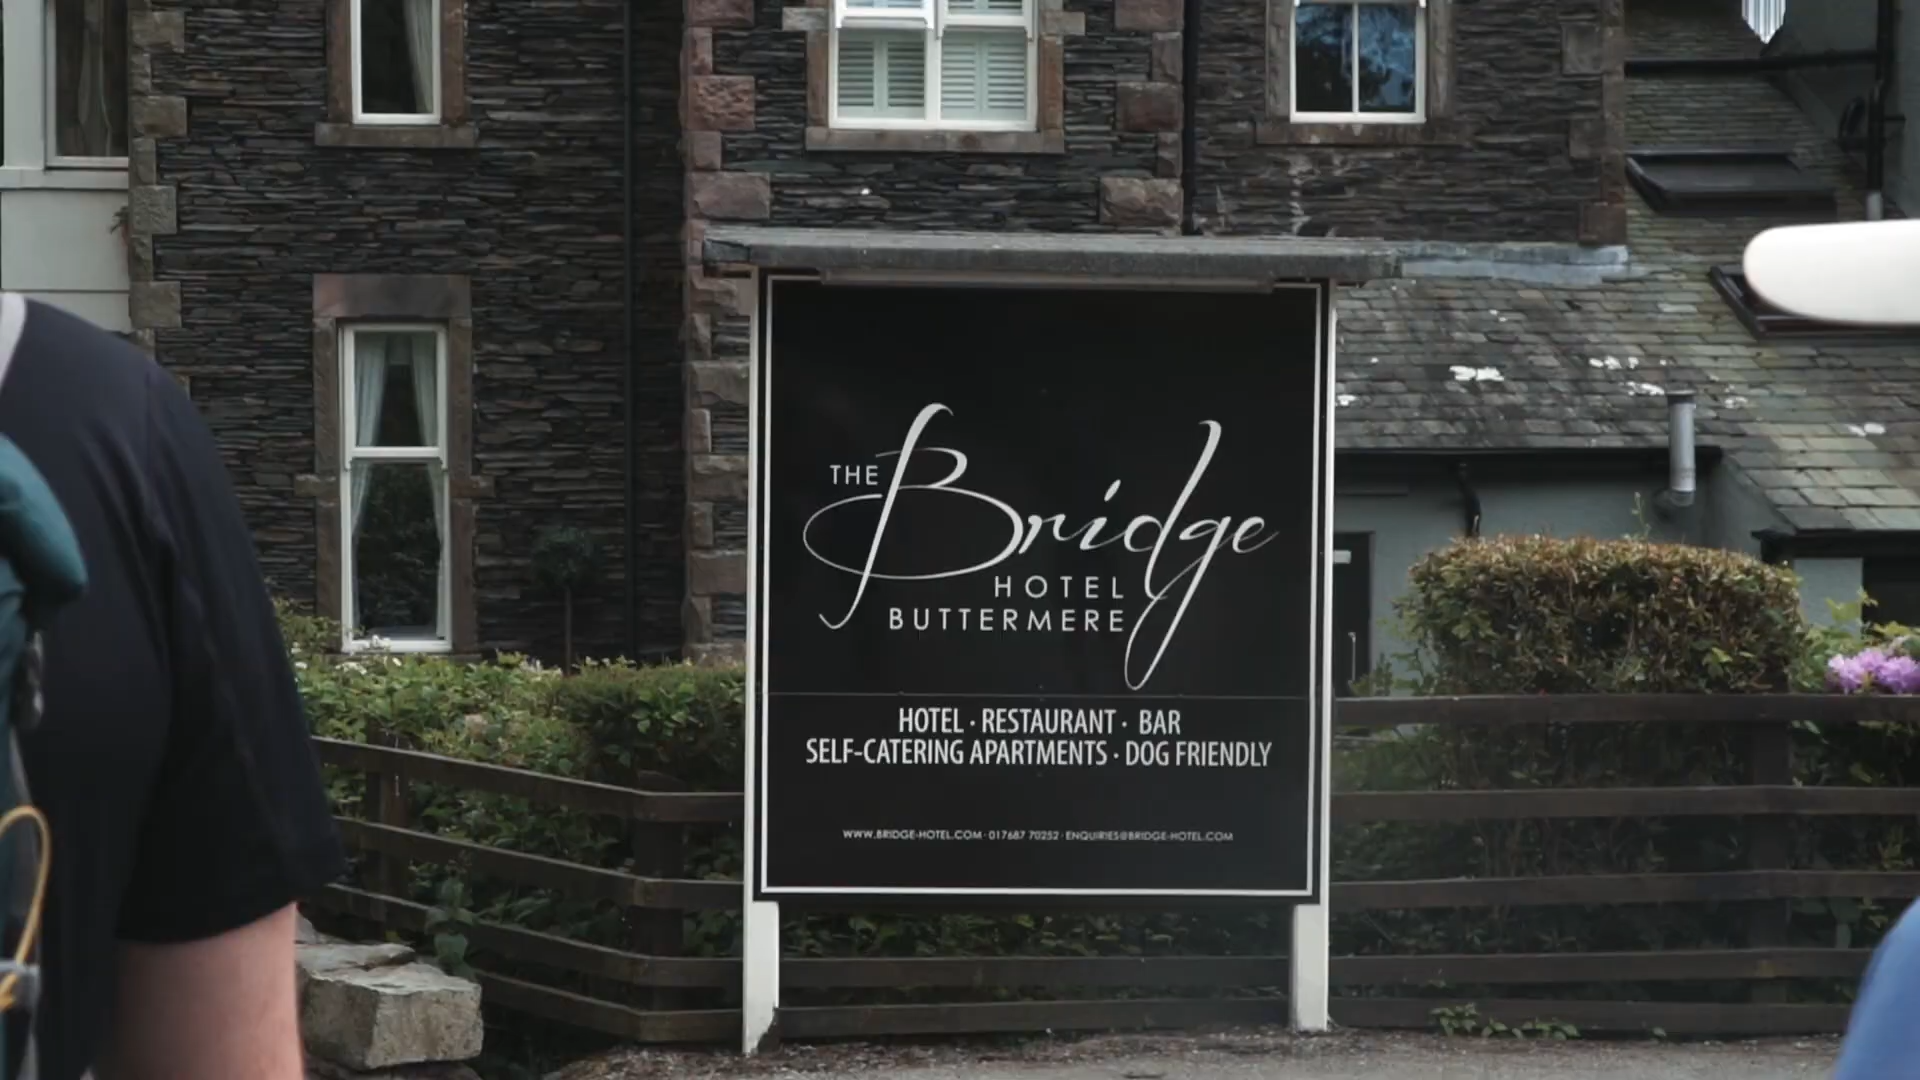 THE Bridge
HOTEL
BUTTERMERE
HOTEL · RESTAURANT · BAR
SELF-CATERING APARTMENTS · DOG FRIENDLY
WWW.BRIDGE-HOTEL.COM · 017687 70252 · ENQUIRIES@BRIDGE-HOTEL.COM